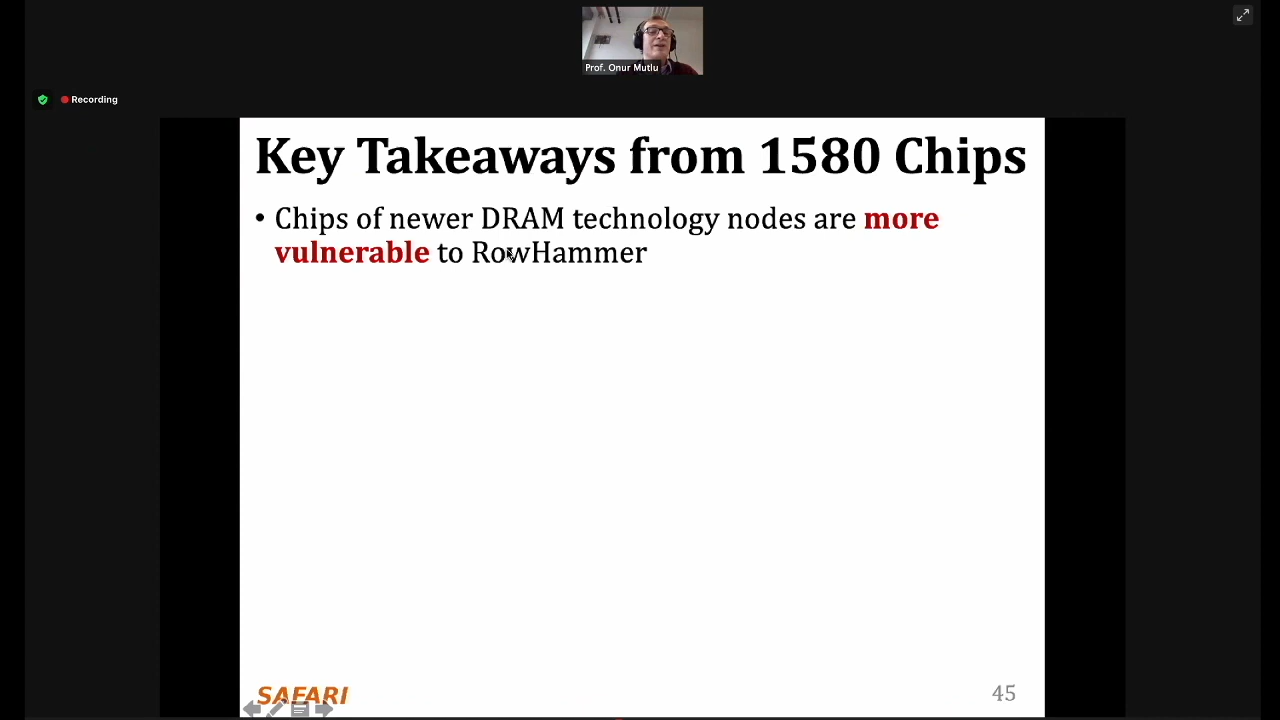 Prof. Onur Mutlu
Recording
Key Takeaways from 1580 Chips
• Chips of newer DRAM technology nodes are more
vulnerable to RowHammer
SAFARI
45